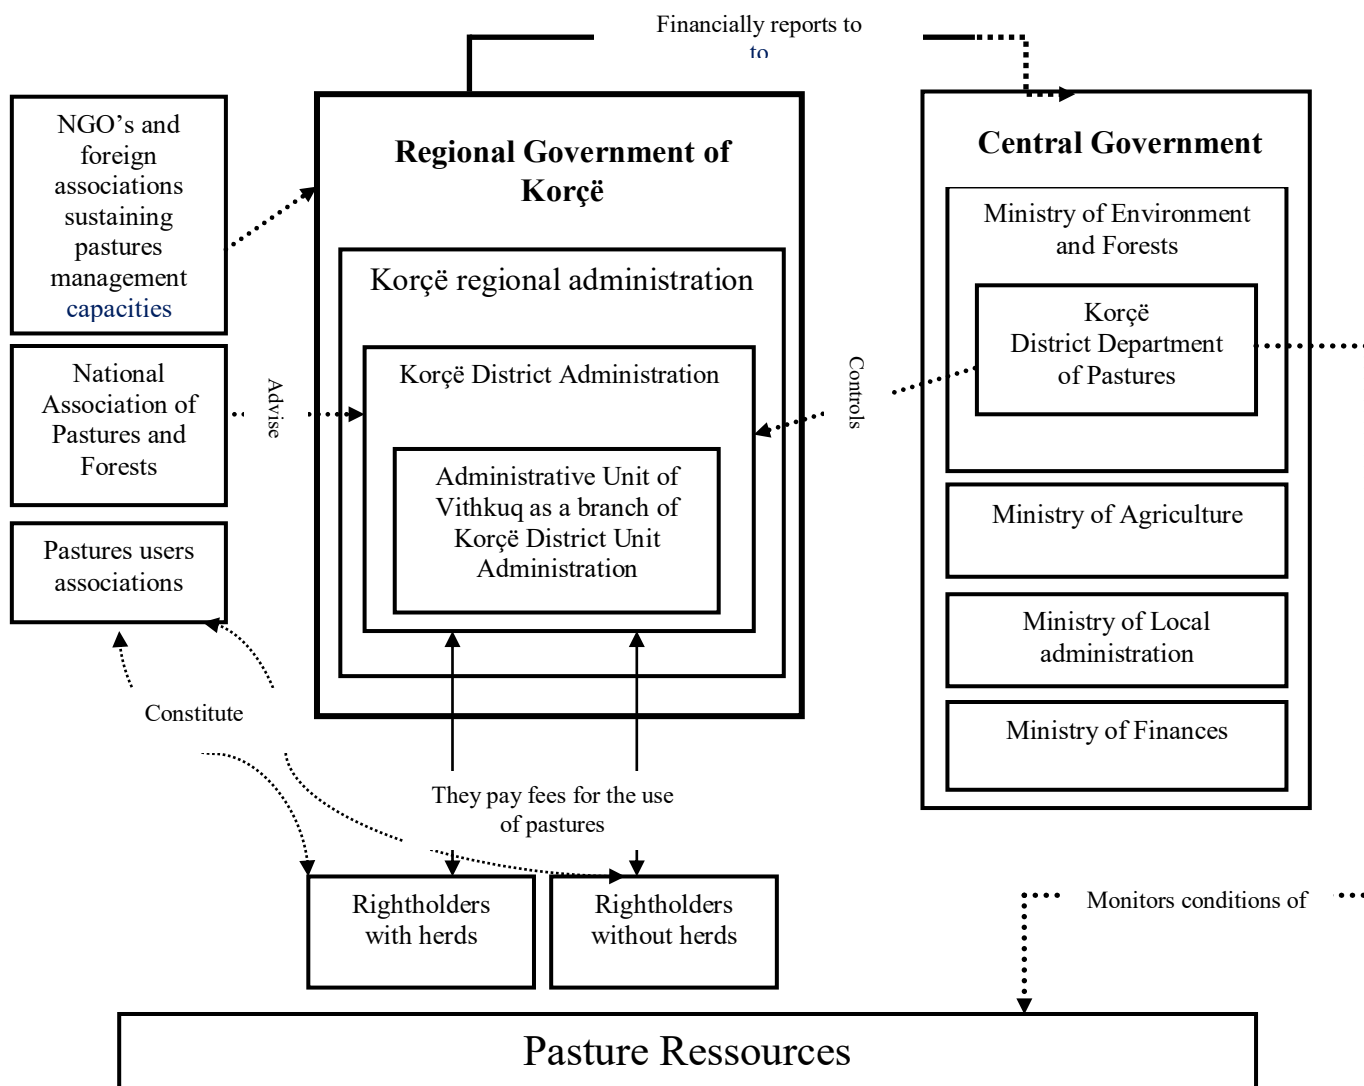 Financially reports to
to
NGO's and
foreign
associations
sustaining
pastures
management
capacities
National
Association of
Pastures and
Forests
Pastures users
associations
Advise
Constitute
Regional Government of
Korçë
Korçë regional administration
Korçë District Administration
Administrative Unit of
Vithkuq as a branch of
Korçë District Unit
Administration
They pay fees for the use
of pastures
Rightholders
with herds
Rightholders
without herds
Controls
Central Government
Ministry of Environment
and Forests
Korçë
District Department
of Pastures
Ministry of Agriculture
Ministry of Local
administration
Ministry of Finances
Monitors conditions of
Pasture Ressources